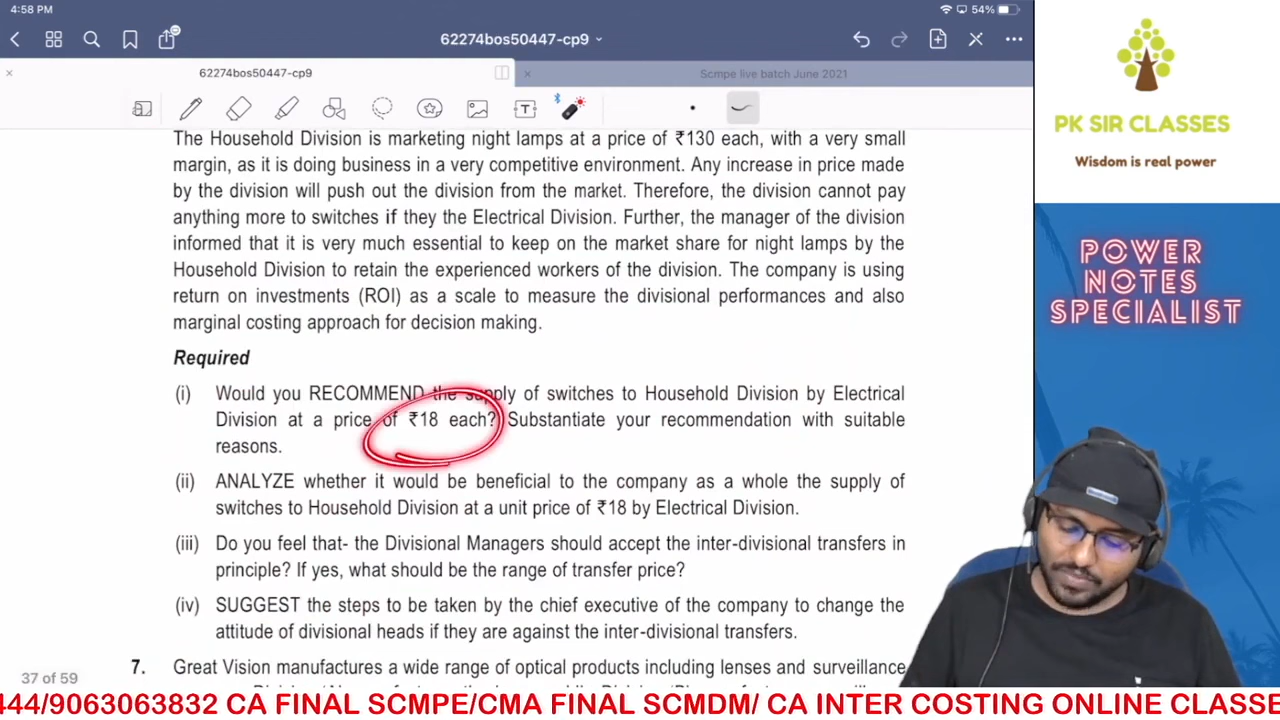 4:58 PM
54%
62274bos50447-cp9
62274bos50447-cp9
Scmpe live batch June 2021
The Household Division is marketing night lamps at a price of ₹130 each, with a very small
margin, as it is doing business in a very competitive environment. Any increase in price made
by the division will push out the division from the market. Therefore, the division cannot pay
anything more to switches if they the Electrical Division. Further, the manager of the division
informed that it is very much essential to keep on the market share for night lamps by the
Household Division to retain the experienced workers of the division. The company is using
return on investments (ROI) as a scale to measure the divisional performances and also
marginal costing approach for decision making.
Required
(i) Would you RECOMMEND the supply of switches to Household Division by Electrical
Division at a price of ₹18 each? Substantiate your recommendation with suitable
reasons.
(ii) ANALYZE whether it would be beneficial to the company as a whole the supply of
switches to Household Division at a unit price of ₹18 by Electrical Division.
(iii) Do you feel that- the Divisional Managers should accept the inter-divisional transfers in
principle? If yes, what should be the range of transfer price?
(iv) SUGGEST the steps to be taken by the chief executive of the company to change the
attitude of divisional heads if they are against the inter-divisional transfers.
7. Great Vision manufactures a wide range of optical products including lenses and surveillance
37 of 59
PK SIR CLASSES
Wisdom is real power
POWER
NOTES
SPECIALIST
444/9063063832 CA FINAL SCMPE/CMA FINAL SCMDM/ CA INTER COSTING ONLINE CLASSE